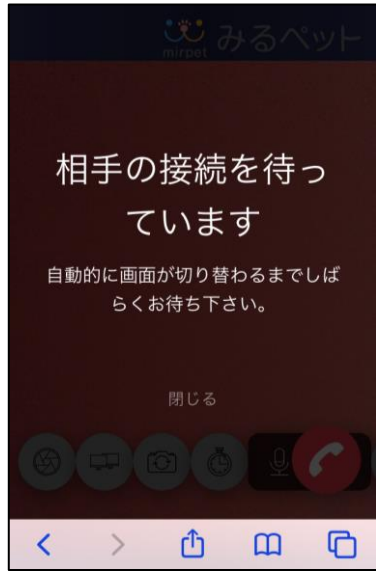 mirpet
みるペット
相手の接続を待っ
ています
自動的に画面が切り替わるまでしば
らくお待ち下さい。
閉じる